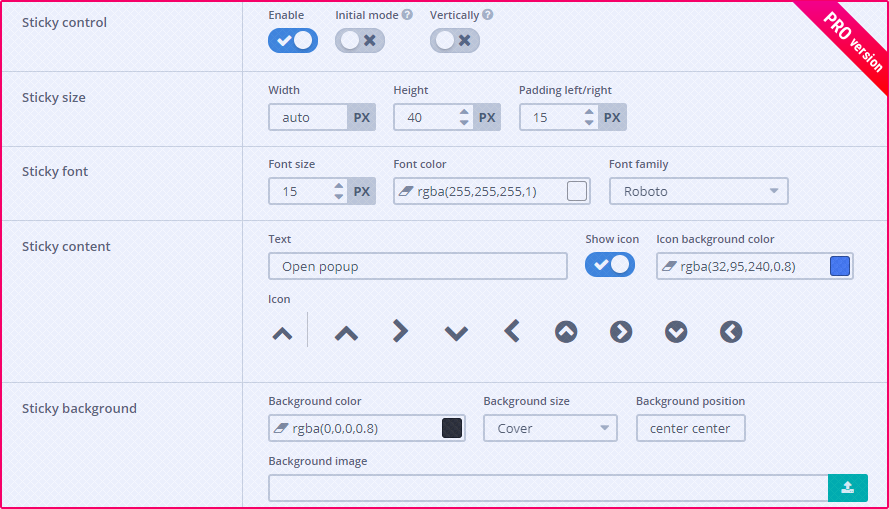 Sticky control
Enable
Initial mode ?
Vertically ?
PRO version
Sticky size
Width
Height
Padding left/right
auto PX
40 PX
15 PX
Sticky font
Font size
Font color
Font family
15 PX
rgba(255,255,255,1)
Roboto
Sticky content
Text
Show icon
Icon background color
Open popup
rgba(32,95,240,0.8)
Icon
Sticky background
Background color
Background size
Background position
rgba(0,0,0,0.8)
Cover
center center
Background image